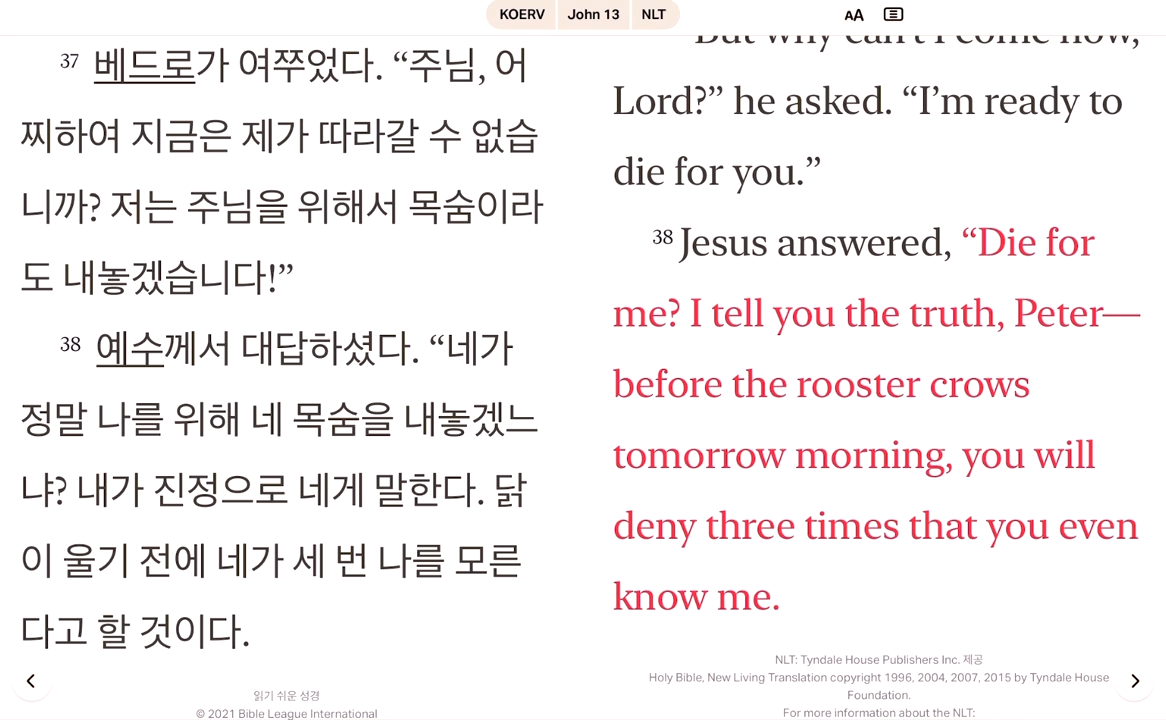 KOERV John 13 NLT
AA
37 베드로가 여쭈었다. “주님, 어
찌하여 지금은 제가 따라갈 수 없습
니까? 저는 주님을 위해서 목숨이라
도 내놓겠습니다!”
38 예수께서 대답하셨다. “네가
정말 나를 위해 네 목숨을 내놓겠느
냐? 내가 진정으로 네게 말한다. 닭
이 울기 전에 네가 세 번 나를 모른
다고 할 것이다.
읽기 쉬운 성경
© 2021 Bible League International
“But why can’t I come now,
Lord?” he asked. “I’m ready to
die for you.”
38 Jesus answered, “Die for
me? I tell you the truth, Peter—
before the rooster crows
tomorrow morning, you will
deny three times that you even
know me.
NLT: Tyndale House Publishers Inc. 제공
Holy Bible, New Living Translation copyright 1996, 2004, 2007, 2015 by Tyndale House
Foundation.
For more information about the NLT: